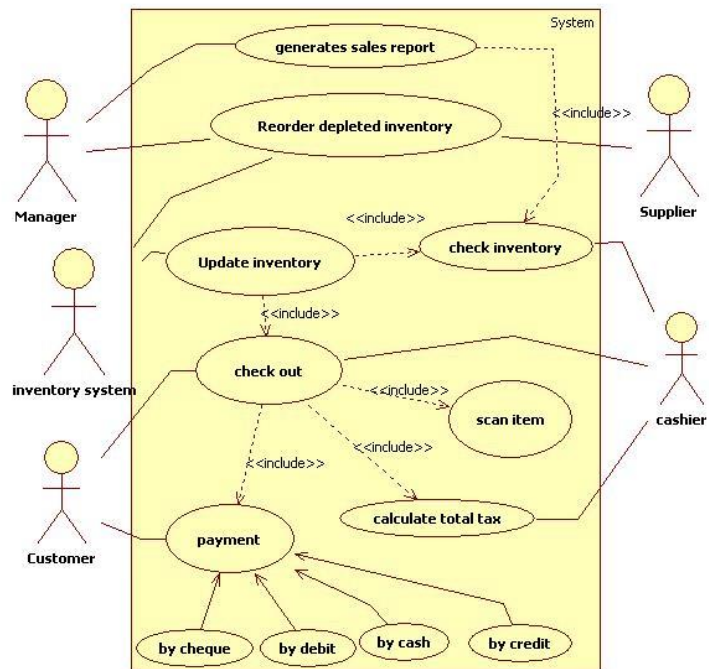 System
generates sales report
<<include>>
Reorder depleted inventory
Manager
Supplier
<<include>>
check inventory
Update inventory
<<include>>
check out
<<include>>
inventory system
scan item
cashier
<<include>>
<<include>>
calculate total tax
payment
Customer
by cheque
by debit
by cash
by credit